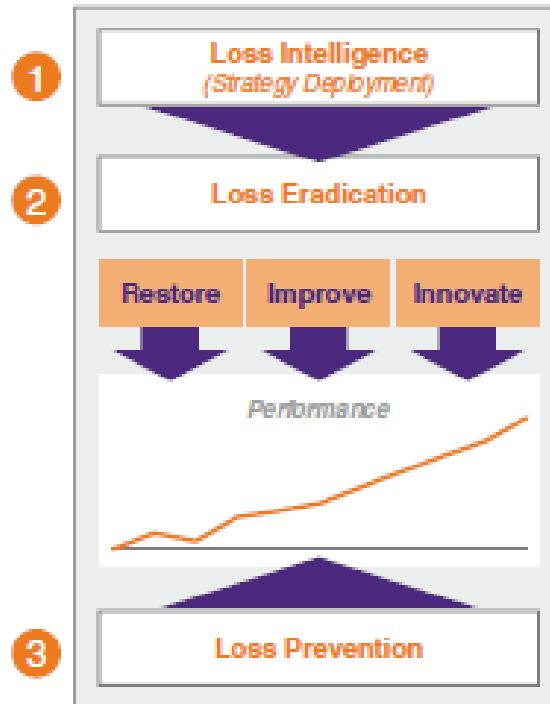 1
Loss Intelligence
(Strategy Deployment)
2
Loss Eradication
Restore
Improve
Innovate
Performance
3
Loss Prevention